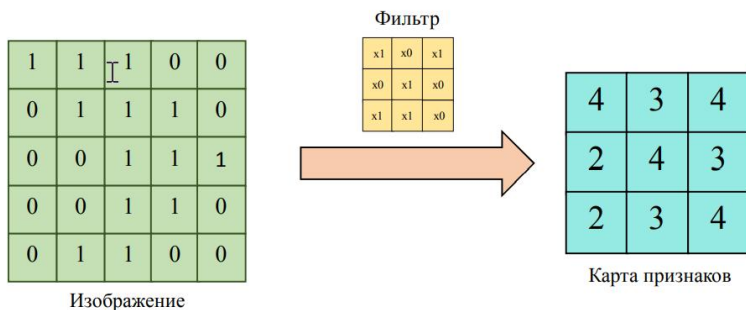 Фильтр
x1 x0 x1
x0 x1 x0
x1 x1 x0
1 1 1 0 0
0 1 1 1 0
0 0 1 1 1
0 0 1 1 0
0 1 1 0 0
Изображение
4 3 4
2 4 3
2 3 4
Карта признаков